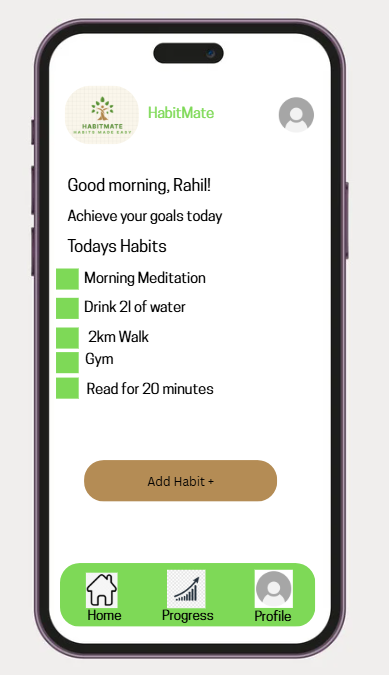 HABITMATE
HABITS MADE EASY
HabitMate
Good morning, Rahil!
Achieve your goals today
Todays Habits
Morning Meditation
Drink 2l of water
2km Walk
Gym
Read for 20 minutes
Add Habit +
Home
Progress
Profile